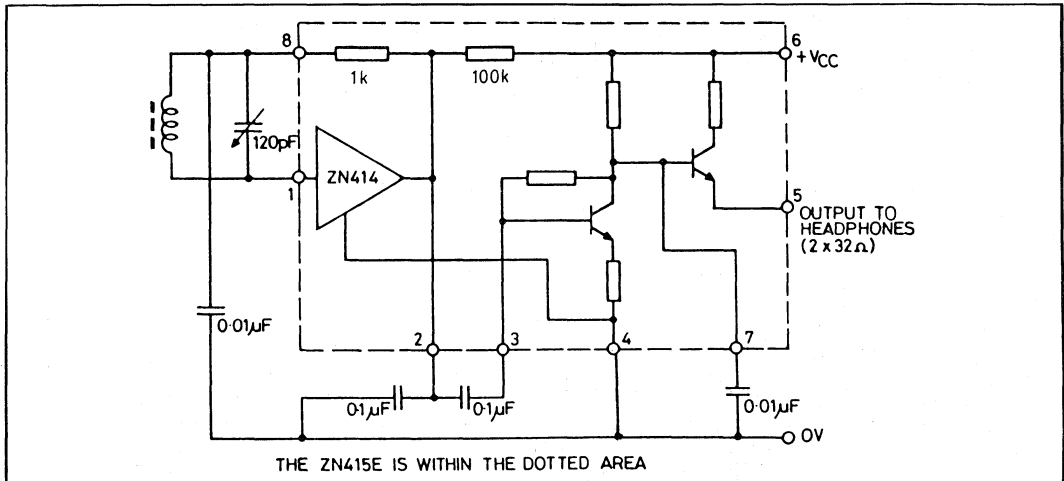 8
6
+VCC
1k
100k
120pF
ZN414
1
5
OUTPUT TO
HEADPHONES
(2 x 32Ω)
0·01µF
2
3
4
7
0·1µF
0·1µF
0·01µF
0V
THE ZN415E IS WITHIN THE DOTTED AREA